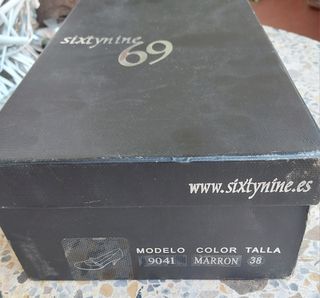 sixtynine
69
www.sixtynine.es
MODELO COLOR TALLA
9041 MARRON 38